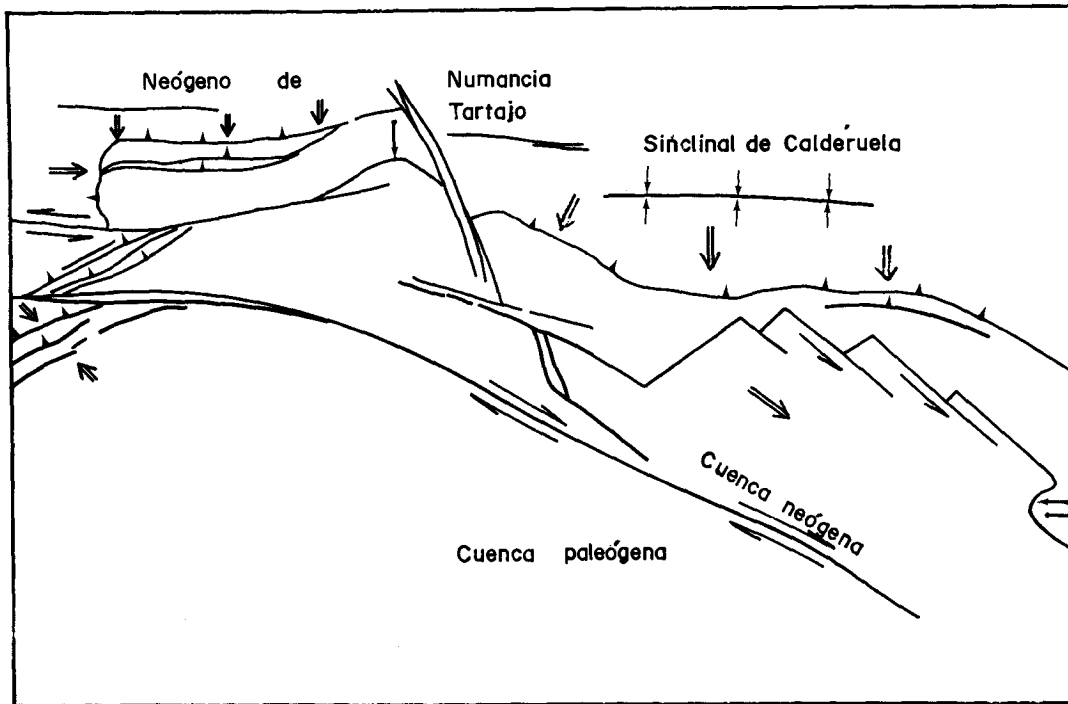 Neógeno de
Numancia
Tartajo
Sinclinal de Calderuela
Cuenca neógena
Cuenca paleógena